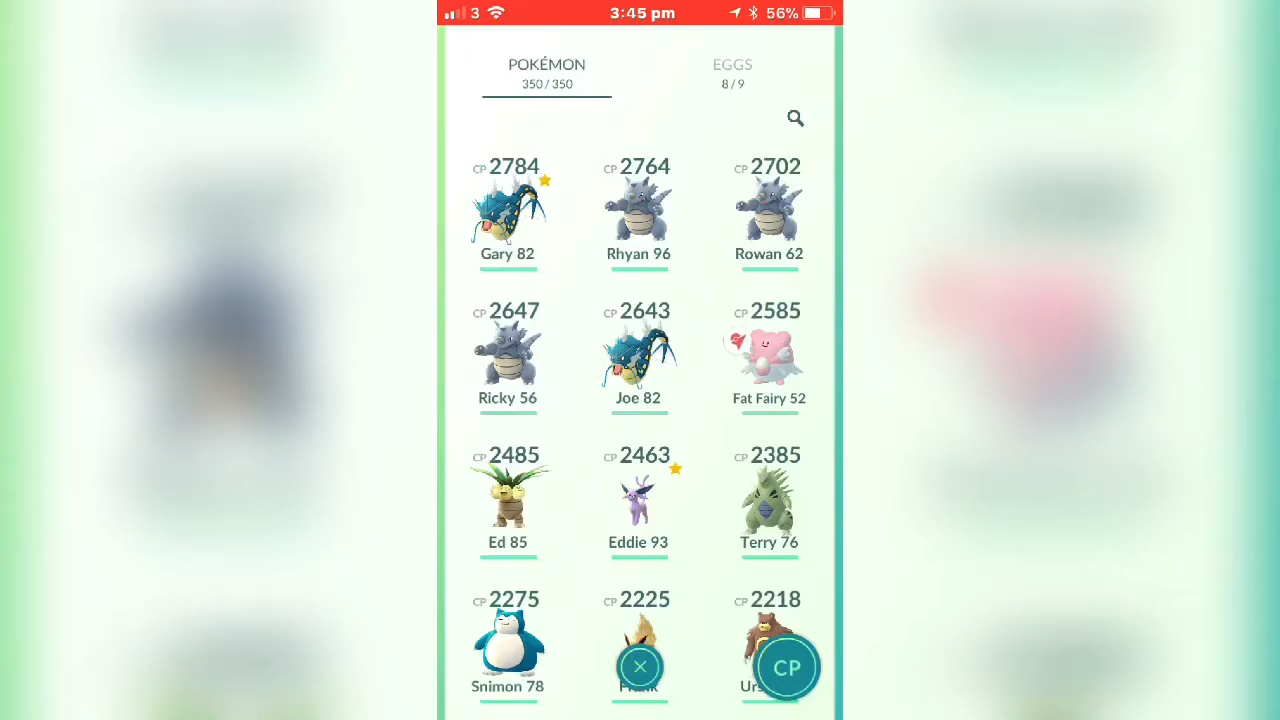 3 3:45 pm 56%
POKÉMON EGGS
350 / 350 8 / 9
CP 2784 CP 2764 CP 2702
Gary 82 Rhyan 96 Rowan 62
CP 2647 CP 2643 CP 2585
Ricky 56 Joe 82 Fat Fairy 52
CP 2485 CP 2463 CP 2385
Ed 85 Eddie 93 Terry 76
CP 2275 CP 2225 CP 2218
CP
Snimon 78